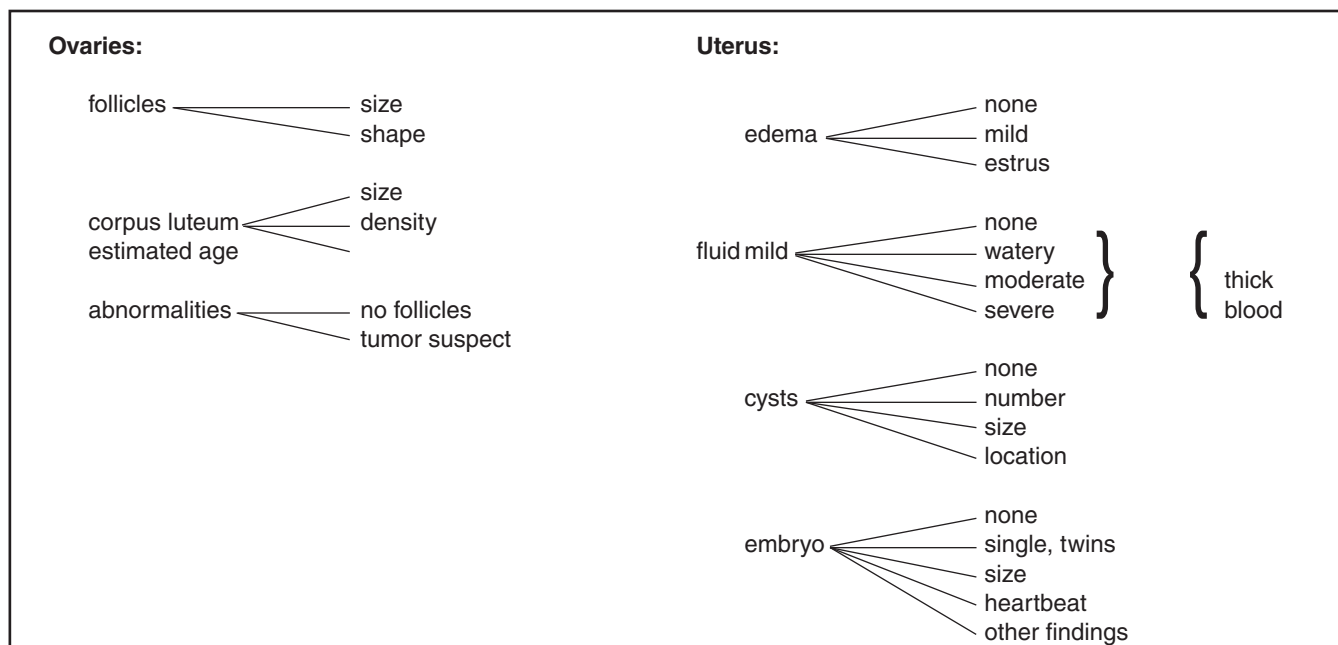 Ovaries:
follicles size
shape
size
corpus luteum density
estimated age
abnormalities no follicles
tumor suspect
Uterus:
none
edema mild
estrus
none
fluid mild watery
moderate } { thick
severe blood
none
cysts number
size
location
none
embryo single, twins
size
heartbeat
other findings